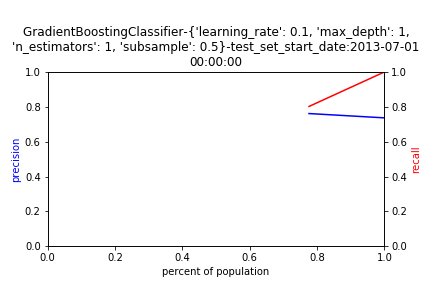 GradientBoostingClassifier-{'learning_rate': 0.1, 'max_depth': 1,
'n_estimators': 1, 'subsample': 0.5}-test_set_start_date:2013-07-01
00:00:00
1.0
0.8
0.6
0.4
0.2
0.0
precision
0.0 0.2 0.4 0.6 0.8 1.0
percent of population
1.0
0.8
0.6
0.4
0.2
0.0
recall